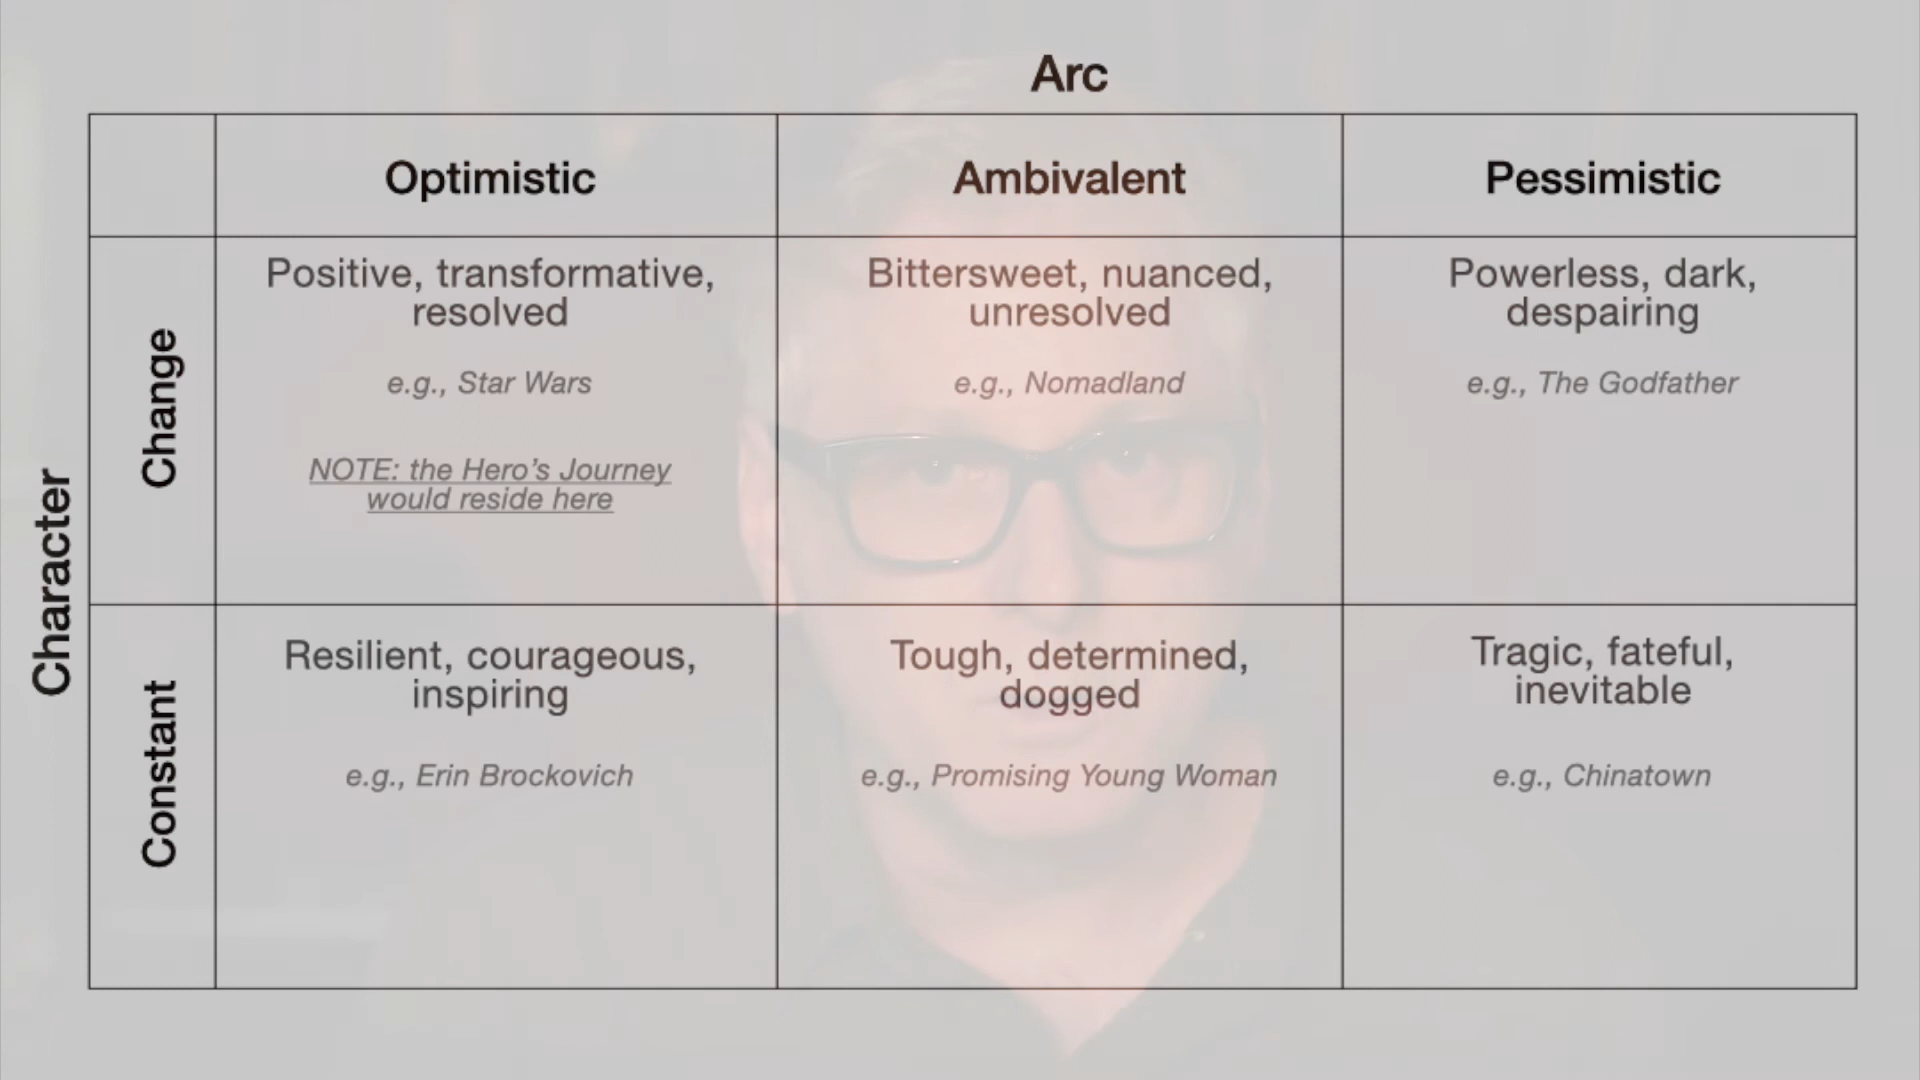 Arc
Optimistic
Ambivalent
Pessimistic
Character
Change
Positive, transformative,
resolved
e.g., Star Wars
NOTE: the Hero's Journey
would reside here
Bittersweet, nuanced,
unresolved
e.g., Nomadland
Powerless, dark,
despairing
e.g., The Godfather
Constant
Resilient, courageous,
inspiring
e.g., Erin Brockovich
Tough, determined,
dogged
e.g., Promising Young Woman
Tragic, fateful,
inevitable
e.g., Chinatown